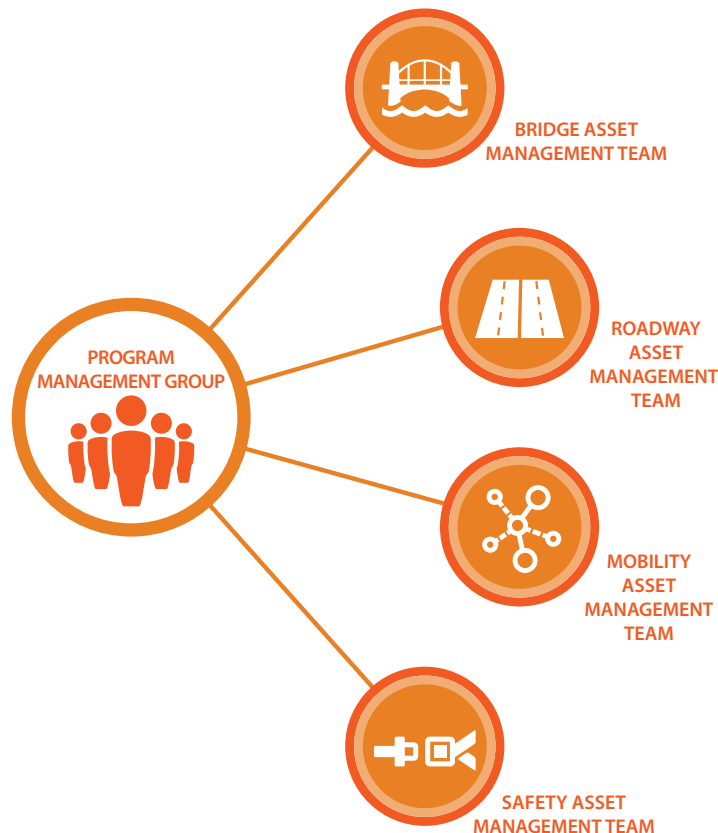 BRIDGE ASSET
MANAGEMENT TEAM
ROADWAY
ASSET
MANAGEMENT
TEAM
PROGRAM
MANAGEMENT GROUP
MOBILITY
ASSET
MANAGEMENT
TEAM
SAFETY ASSET
MANAGEMENT TEAM